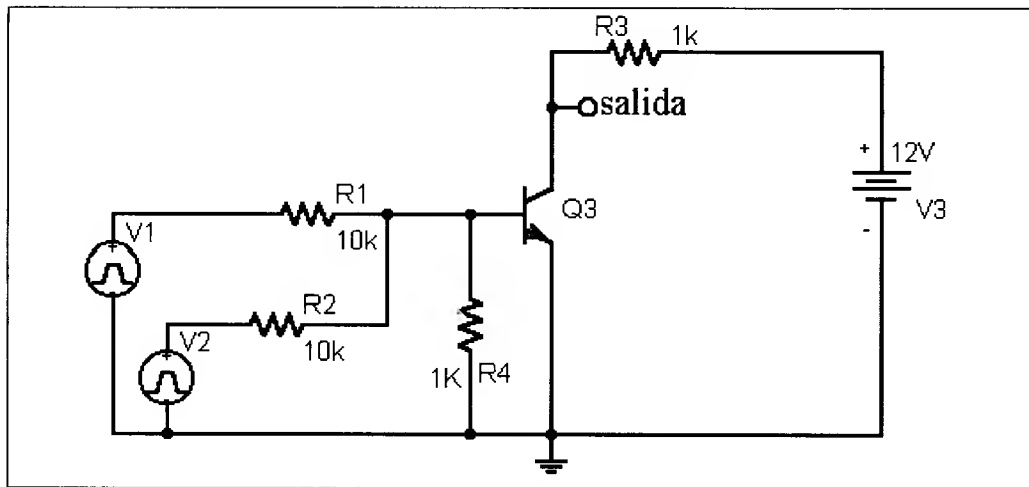 R3
1k
salida
+
12V
V3
-
R1
10k
Q3
V1
+
R2
10k
V2
+
1K
R4